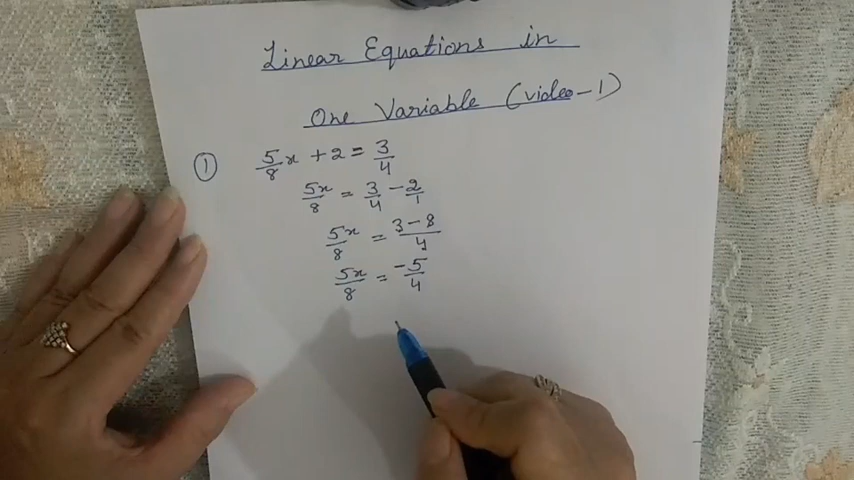 Linear Equations in
One Variable (video-1)
① 5/8 x + 2 = 3/4
5x/8 = 3/4 - 2/1
5x/8 = 3-8/4
5x/8 = -5/4